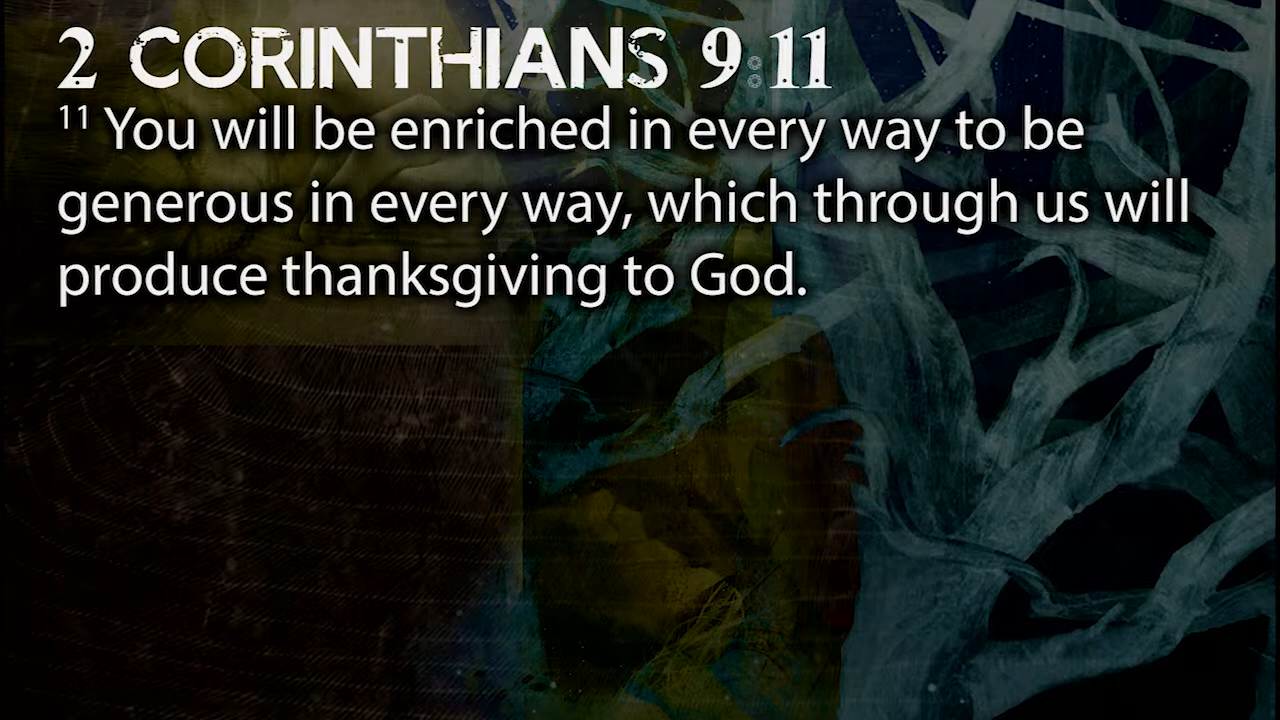 2 CORINTHIANS 9:11
11 You will be enriched in every way to be
generous in every way, which through us will
produce thanksgiving to God.